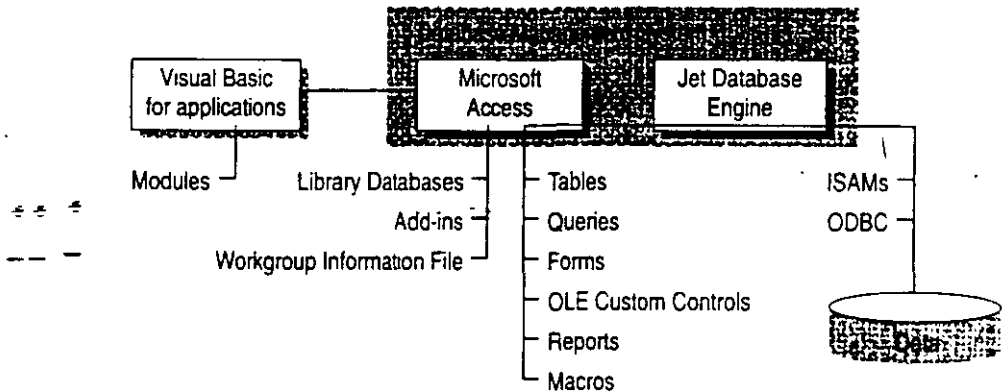 Visual Basic
for applications
Microsoft
Access
Jet Database
Engine
Modules
Library Databases
Add-ins
Workgroup Information File
Tables
Queries
Forms
OLE Custom Controls
Reports
Macros
ISAMs
ODBC
Data